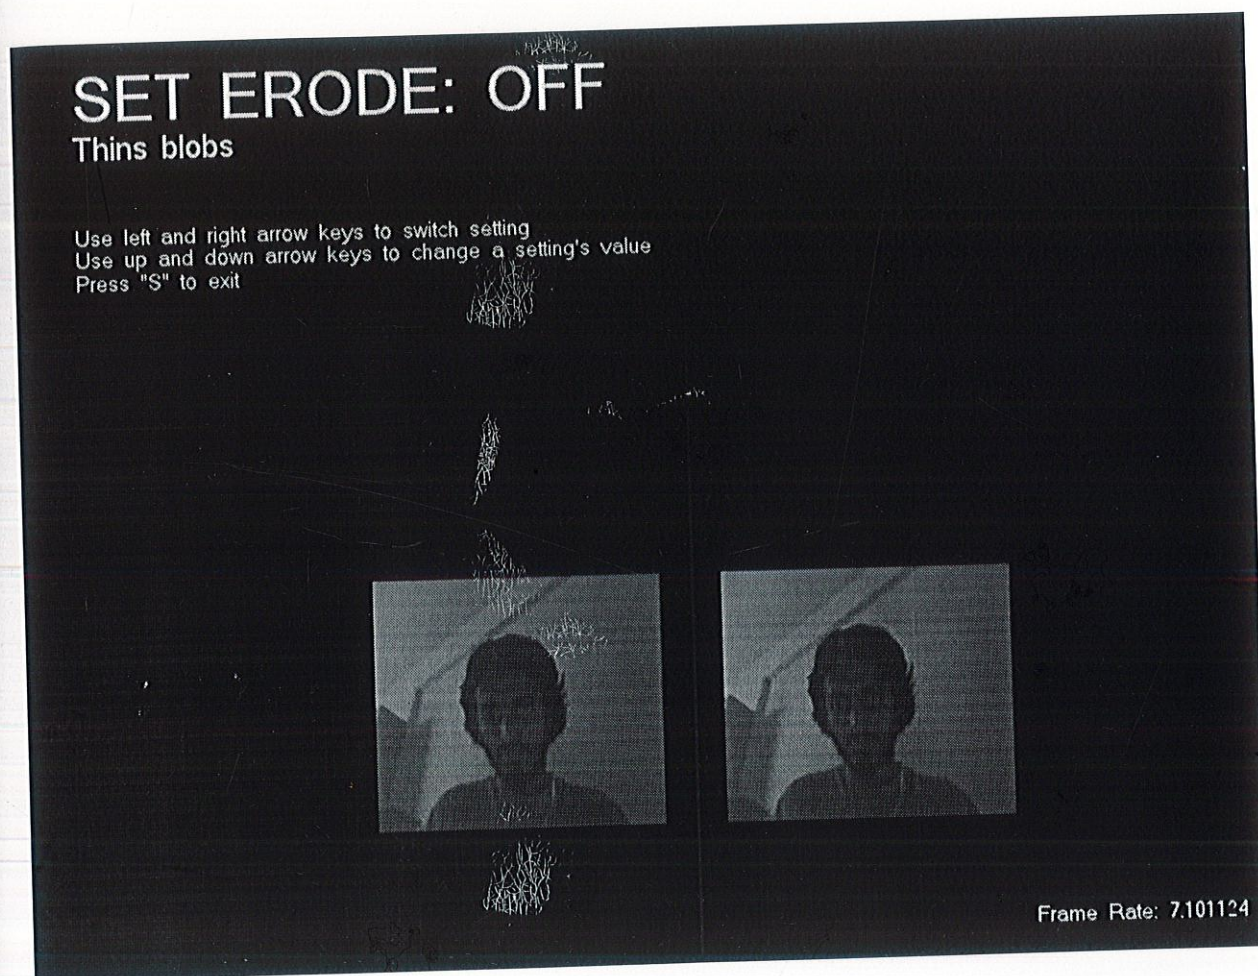 SET ERODE: OFF
Thins blobs
Use left and right arrow keys to switch setting
Use up and down arrow keys to change a setting's value
Press "S" to exit
Frame Rate: 7.101124